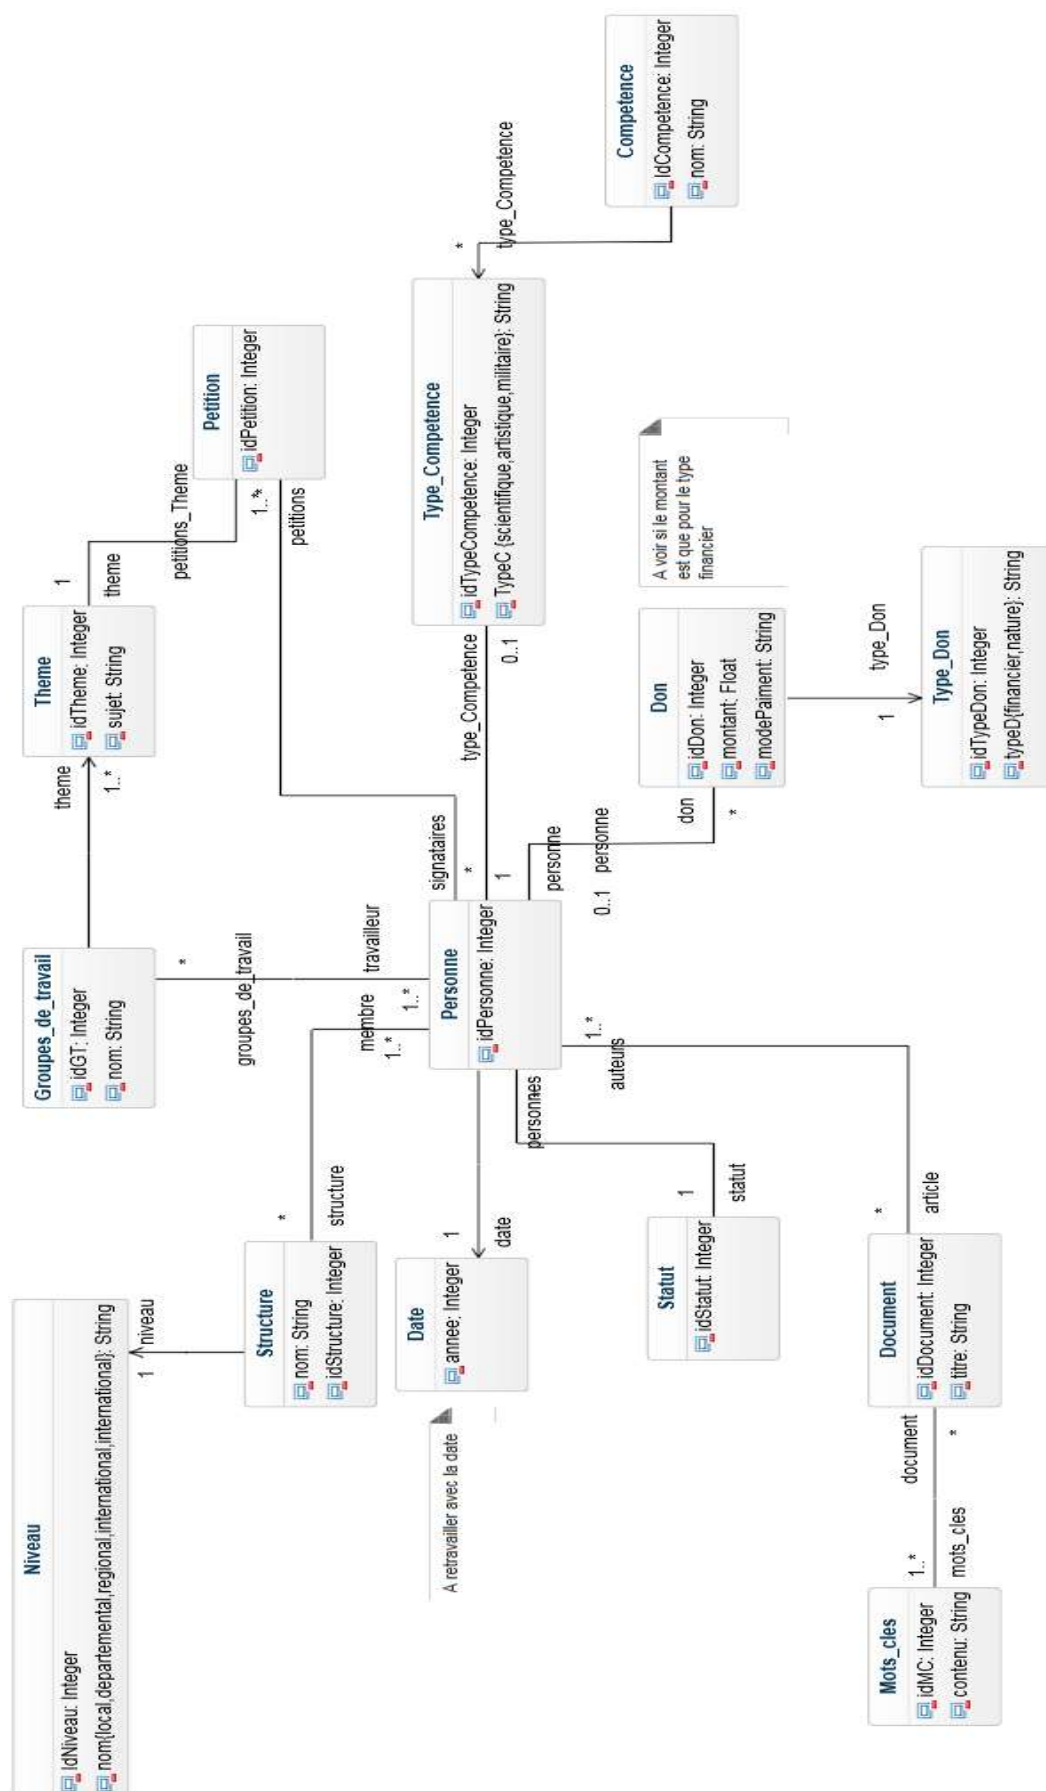 Niveau
IdNiveau: Integer
nom{local,departemental,regional,international,international}: String
1
niveau
Structure
nom: String
idStructure: Integer
*
structure
Groupes_de_travail
idGT: Integer
nom: String
*
groupes_de_travail
theme
1..*
Theme
idTheme: Integer
sujet: String
1
theme
petitions_Theme
1..*
*
petitions
Petition
idPetition: Integer
membre
1..*
travailleur
1..*
signataires
*
Personne
idPersonne: Integer
1
type_Competence
0..1
Type_Competence
idTypeCompetence: Integer
TypeC {scientifique,artistique,militaire}: String
*
type_Competence
Competence
IdCompetence: Integer
nom: String
A retravailler avec la date
Date
annee: Integer
1
date
personnes
1
statut
Statut
idStatut: Integer
personne
0..1
personne
don
*
Don
idDon: Integer
montant: Float
modePaiment: String
A voir si le montant
est que pour le type
financier
1
type_Don
Type_Don
idTypeDon: Integer
typeD{financier,nature}: String
1..*
auteurs
*
article
Document
idDocument: Integer
titre: String
document
*
1..*
mots_cles
Mots_cles
idMC: Integer
contenu: String